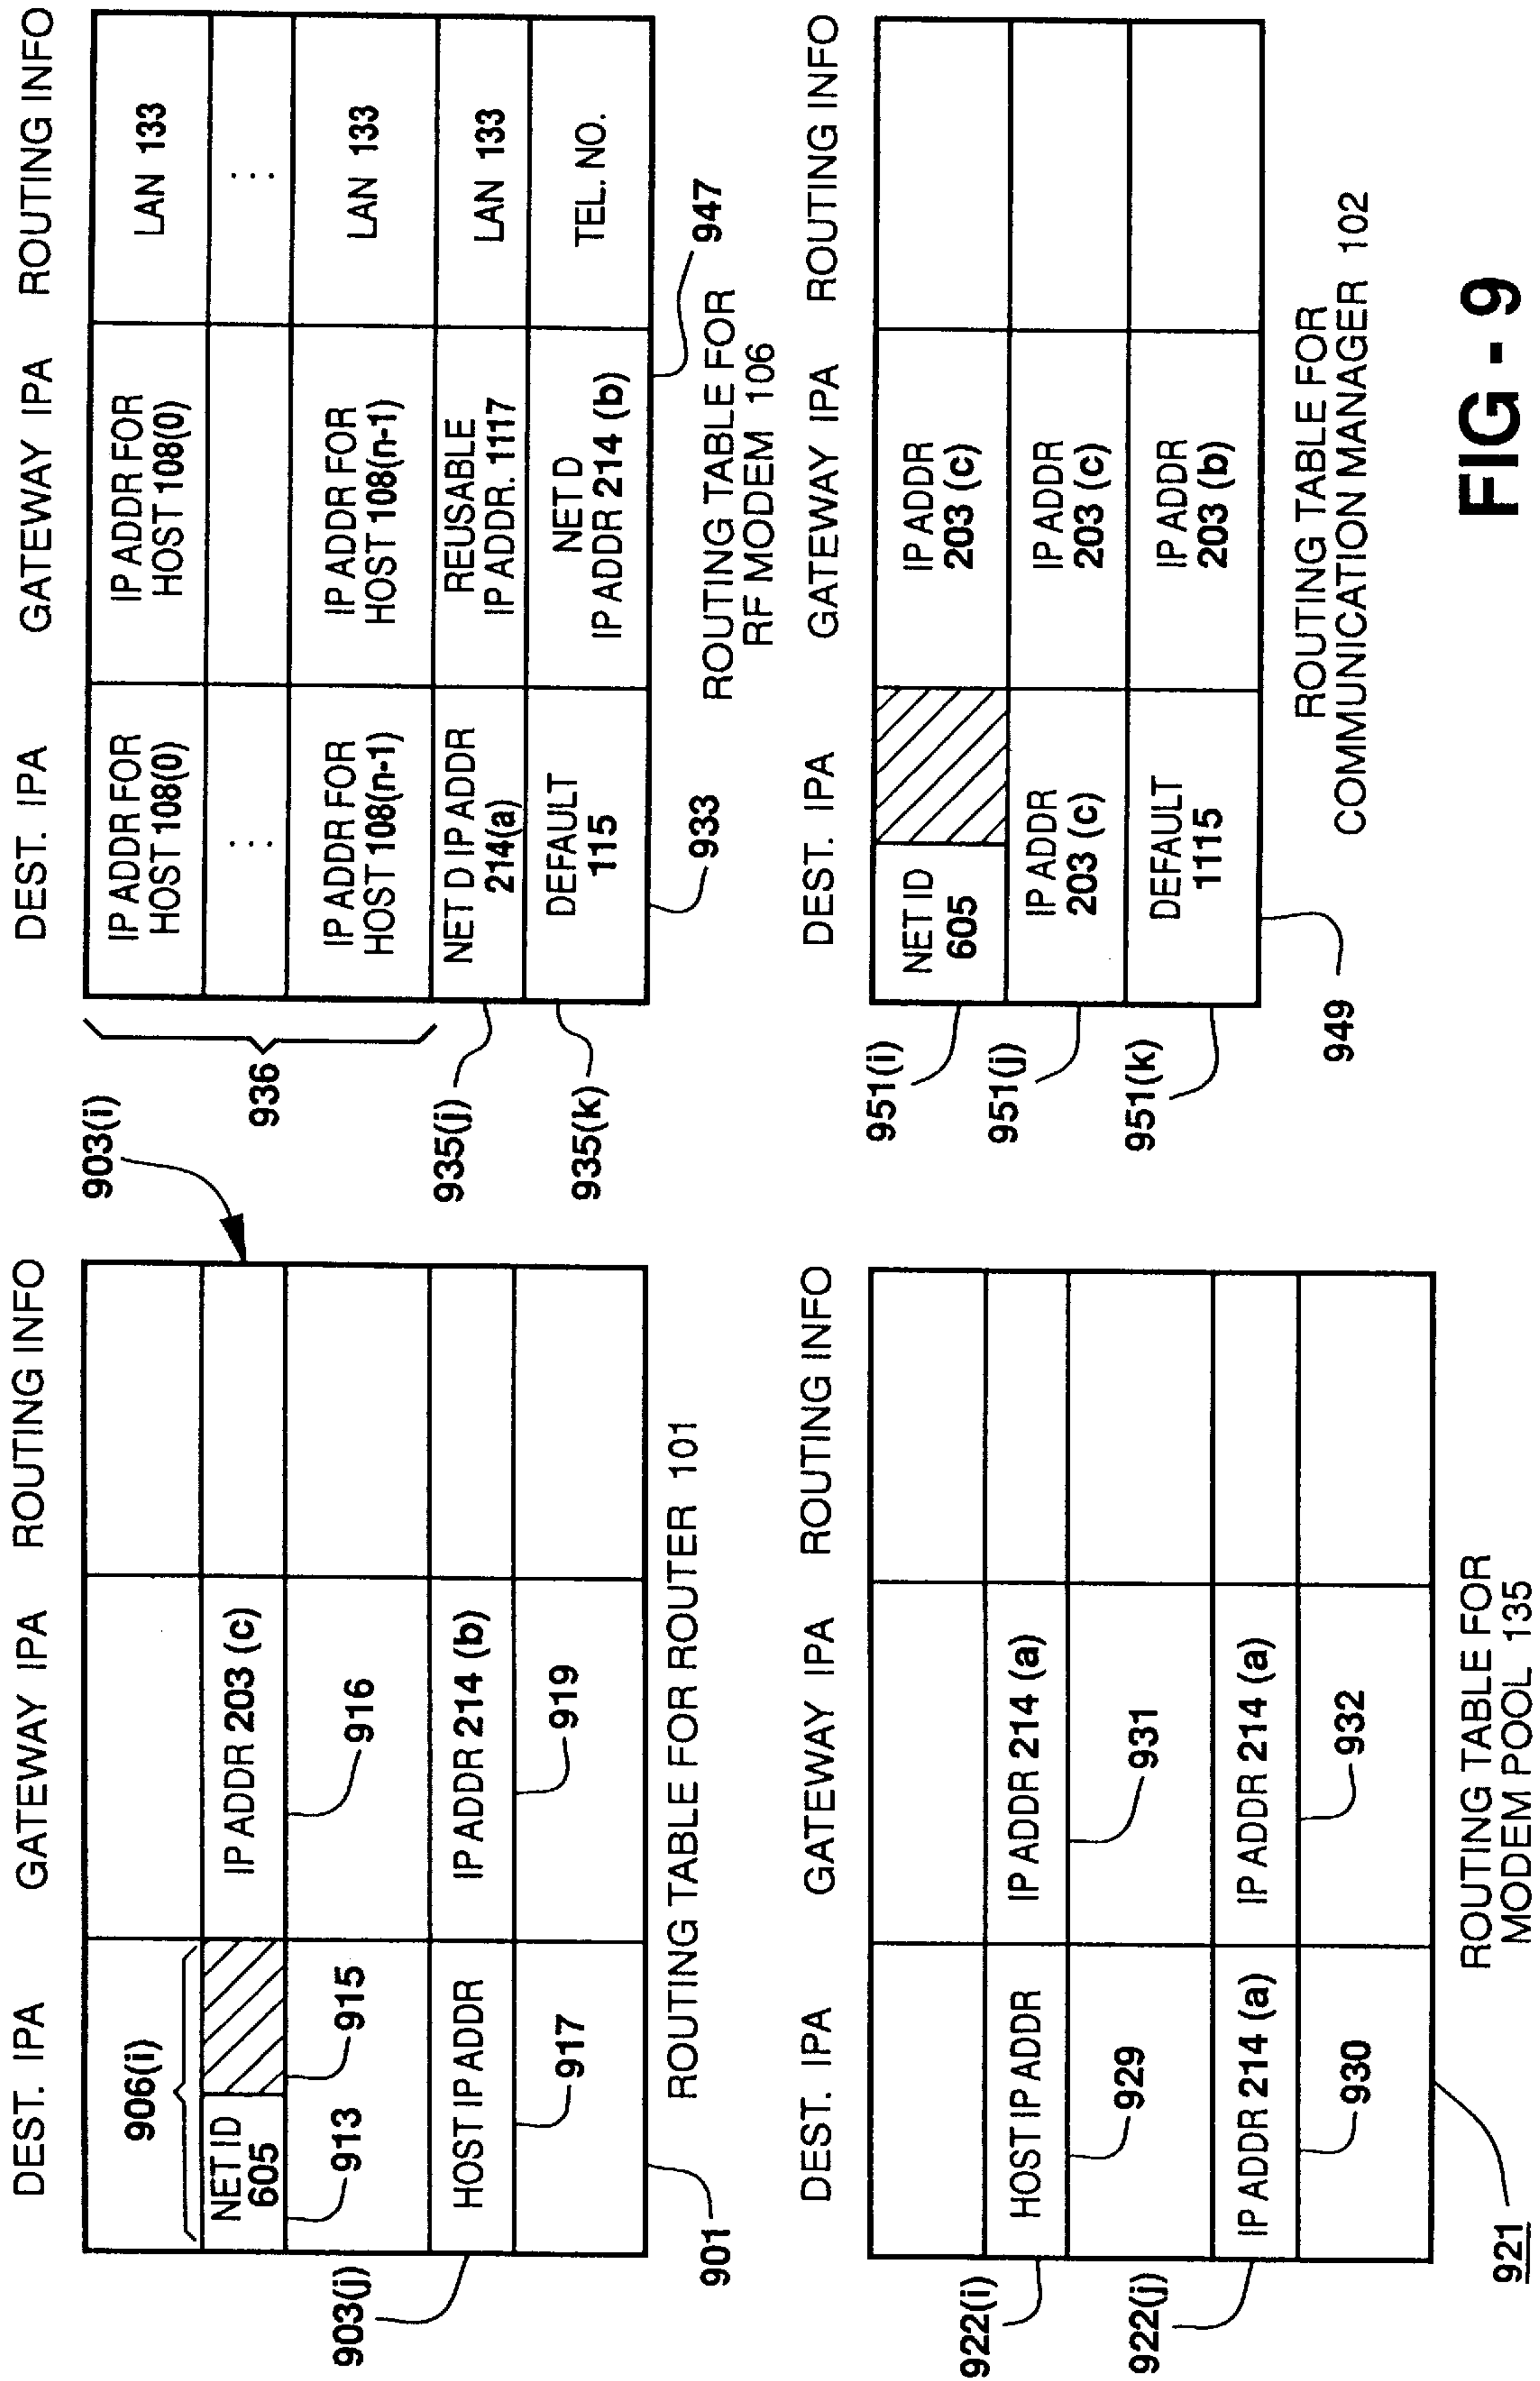 DEST. IPA GATEWAY IPA ROUTING INFO
906(i)
903(i)
NET ID
605
IP ADDR 203 (c)
913
915
916
903(j)
HOST IP ADDR
IP ADDR 214 (b)
917
919
901
ROUTING TABLE FOR ROUTER 101
DEST. IPA GATEWAY IPA ROUTING INFO
936
IP ADDR FOR
HOST 108(0)
IP ADDR FOR
HOST 108(0)
LAN 133
...
...
IP ADDR FOR
HOST 108(n-1)
IP ADDR FOR
HOST 108(n-1)
LAN 133
935(j)
NET D IP ADDR
214(a)
REUSABLE
IP ADDR. 1117
LAN 133
935(k)
DEFAULT
115
NET D
IP ADDR 214 (b)
TEL. NO.
933
947
ROUTING TABLE FOR
RF MODEM 106
DEST. IPA GATEWAY IPA ROUTING INFO
922(i)
HOST IP ADDR
IP ADDR 214 (a)
929
931
922(j)
IP ADDR 214 (a)
IP ADDR 214 (a)
930
932
921
ROUTING TABLE FOR
MODEM POOL 135
DEST. IPA GATEWAY IPA ROUTING INFO
951(i)
NET ID
605
IP ADDR
203 (c)
951(j)
IP ADDR
203 (c)
IP ADDR
203 (c)
951(k)
DEFAULT
1115
IP ADDR
203 (b)
949
ROUTING TABLE FOR
COMMUNICATION MANAGER 102
FIG - 9